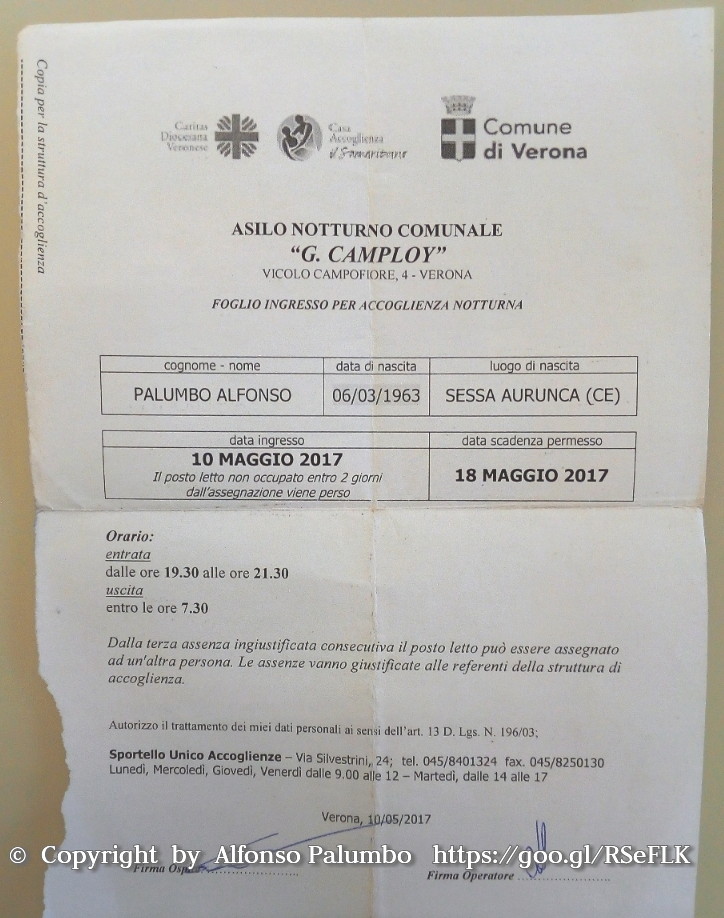 Copia per la struttura d'accoglienza
Caritas
Diocesana
Veronese
Casa
Accoglienza
il Samaritano
Comune
di Verona
ASILO NOTTURNO COMUNALE
“G. CAMPLOY”
VICOLO CAMPOFIORE, 4 - VERONA
FOGLIO INGRESSO PER ACCOGLIENZA NOTTURNA
cognome - nome data di nascita luogo di nascita
PALUMBO ALFONSO 06/03/1963 SESSA AURUNCA (CE)
data ingresso data scadenza permesso
10 MAGGIO 2017 18 MAGGIO 2017
Il posto letto non occupato entro 2 giorni
dall'assegnazione viene perso
Orario:
entrata
dalle ore 19.30 alle ore 21.30
uscita
entro le ore 7.30
Dalla terza assenza ingiustificata consecutiva il posto letto può essere assegnato
ad un'altra persona. Le assenze vanno giustificate alle referenti della struttura di
accoglienza.
Autorizzo il trattamento dei miei dati personali ai sensi dell'art. 13 D. Lgs. N. 196/03;
Sportello Unico Accoglienze – Via Silvestrini, 24; tel. 045/8401324 fax. 045/8250130
Lunedì, Mercoledì, Giovedì, Venerdì dalle 9.00 alle 12 – Martedì, dalle 14 alle 17
Verona, 10/05/2017
© Copyright by Alfonso Palumbo https://goo.gl/RSeFLK
Firma Ospite
Firma Operatore